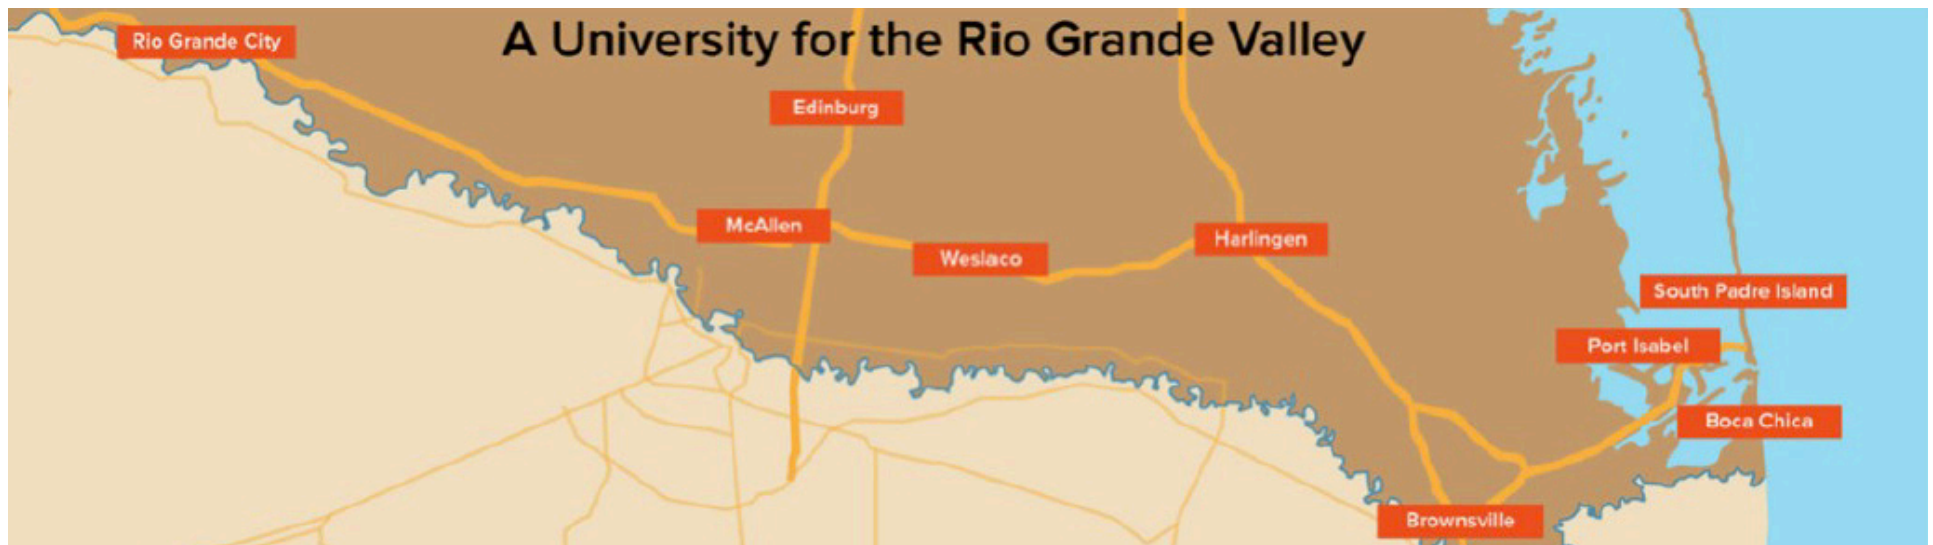 A University for the Rio Grande Valley
Rio Grande City
Edinburg
McAllen
Weslaco
Harlingen
South Padre Island
Port Isabel
Boca Chica
Brownsville